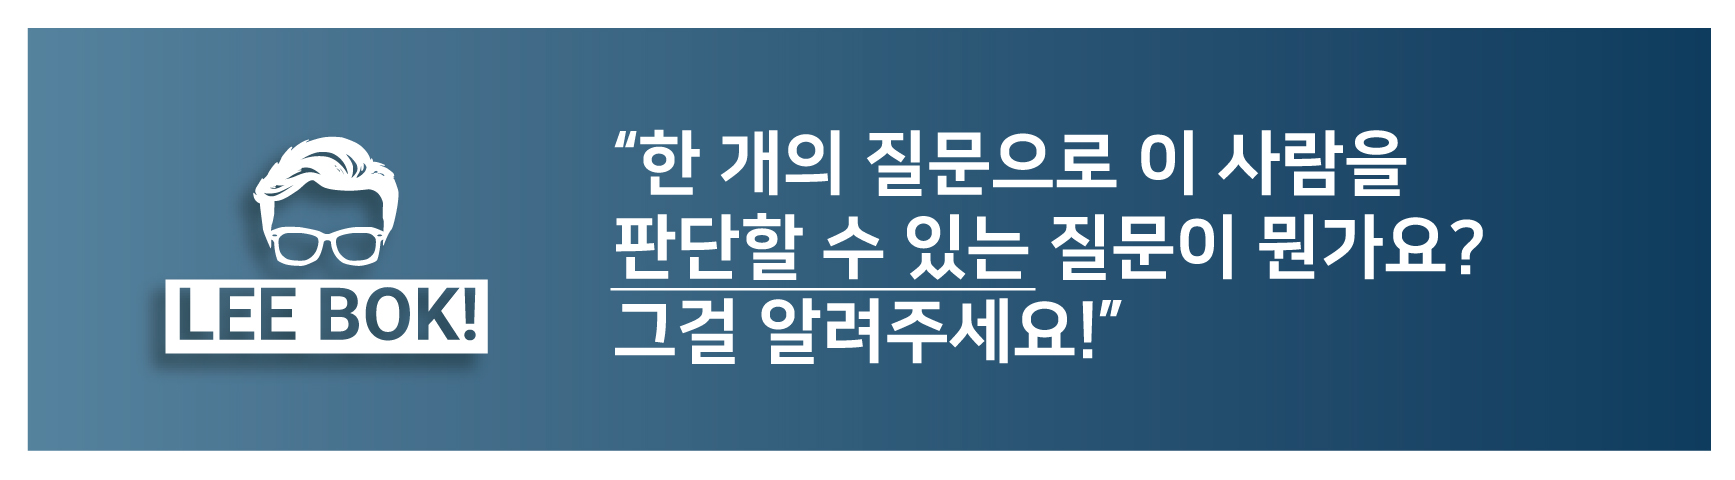 LEE BOK!
“한 개의 질문으로 이 사람을
판단할 수 있는 질문이 뭔가요?
그걸 알려주세요!”